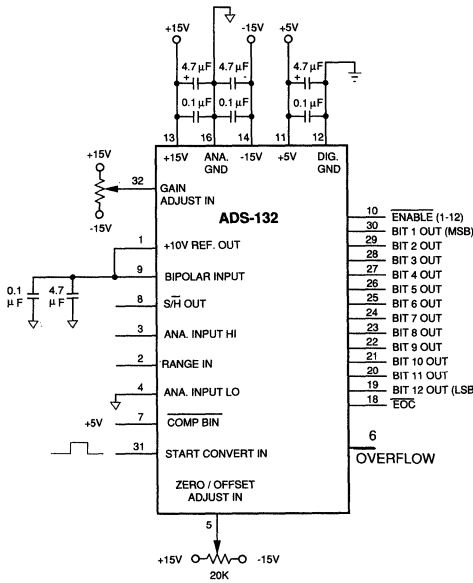 +15V -15V +5V
4.7 µF 4.7 µF 4.7 µF
+ - +
0.1 µF 0.1 µF 0.1 µF
13 16 14 11 12
+15V ANA. GND -15V +5V DIG. GND
+15V
32 GAIN ADJUST IN
-15V
ADS-132
1 +10V REF. OUT
9 BIPOLAR INPUT
0.1 µF 4.7 µF
8 S/H OUT
3 ANA. INPUT HI
2 RANGE IN
4 ANA. INPUT LO
+5V 7 COMP BIN
31 START CONVERT IN
ZERO / OFFSET
ADJUST IN
5
+15V -15V
20K
10 ENABLE (1-12)
30 BIT 1 OUT (MSB)
29 BIT 2 OUT
28 BIT 3 OUT
27 BIT 4 OUT
26 BIT 5 OUT
25 BIT 6 OUT
24 BIT 7 OUT
23 BIT 8 OUT
22 BIT 9 OUT
21 BIT 10 OUT
20 BIT 11 OUT
19 BIT 12 OUT (LSB
18 EOC
6
OVERFLOW